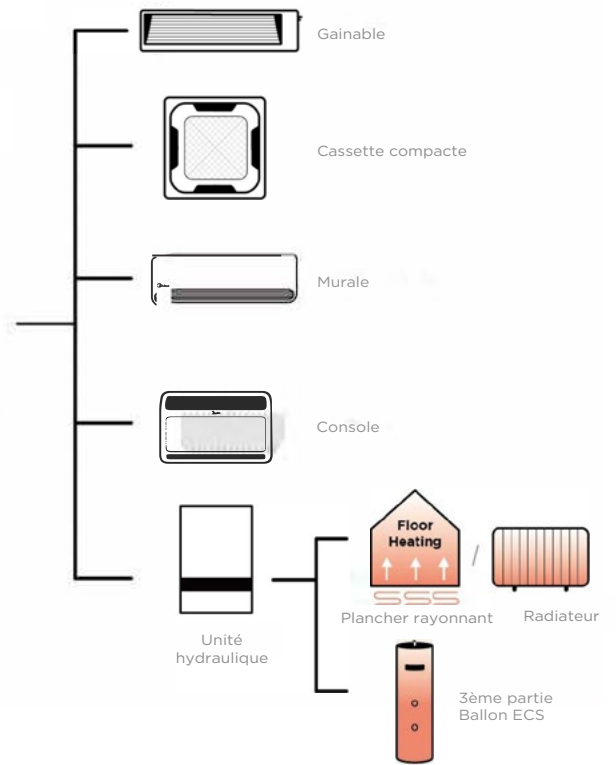 Gainable
Cassette compacte
Murale
Console
Floor
Heating
/
Plancher rayonnant
Radiateur
Unité
hydraulique
3ème partie
Ballon ECS